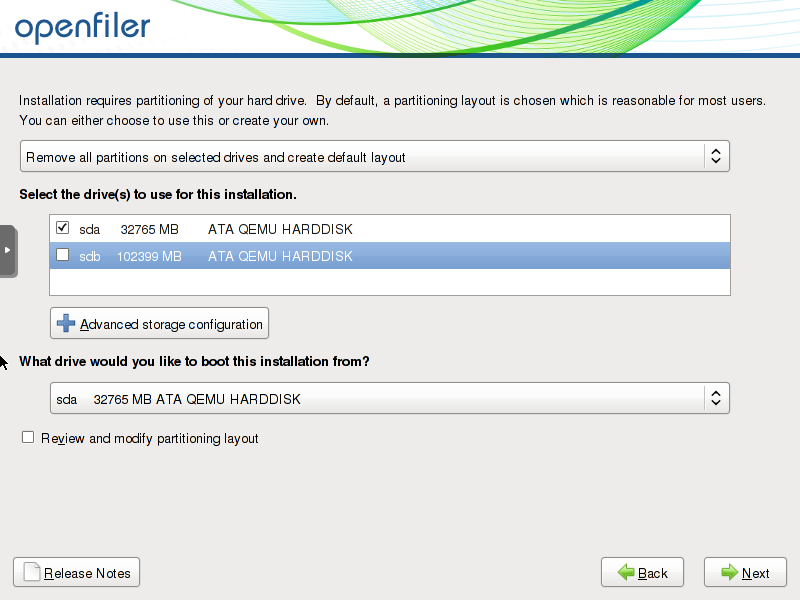 openfiler
Installation requires partitioning of your hard drive. By default, a partitioning layout is chosen which is reasonable for most users.
You can either choose to use this or create your own.
Remove all partitions on selected drives and create default layout
Select the drive(s) to use for this installation.
sda 32765 MB ATA QEMU HARDDISK
sdb 102399 MB ATA QEMU HARDDISK
Advanced storage configuration
What drive would you like to boot this installation from?
sda 32765 MB ATA QEMU HARDDISK
Review and modify partitioning layout
Release Notes Back Next